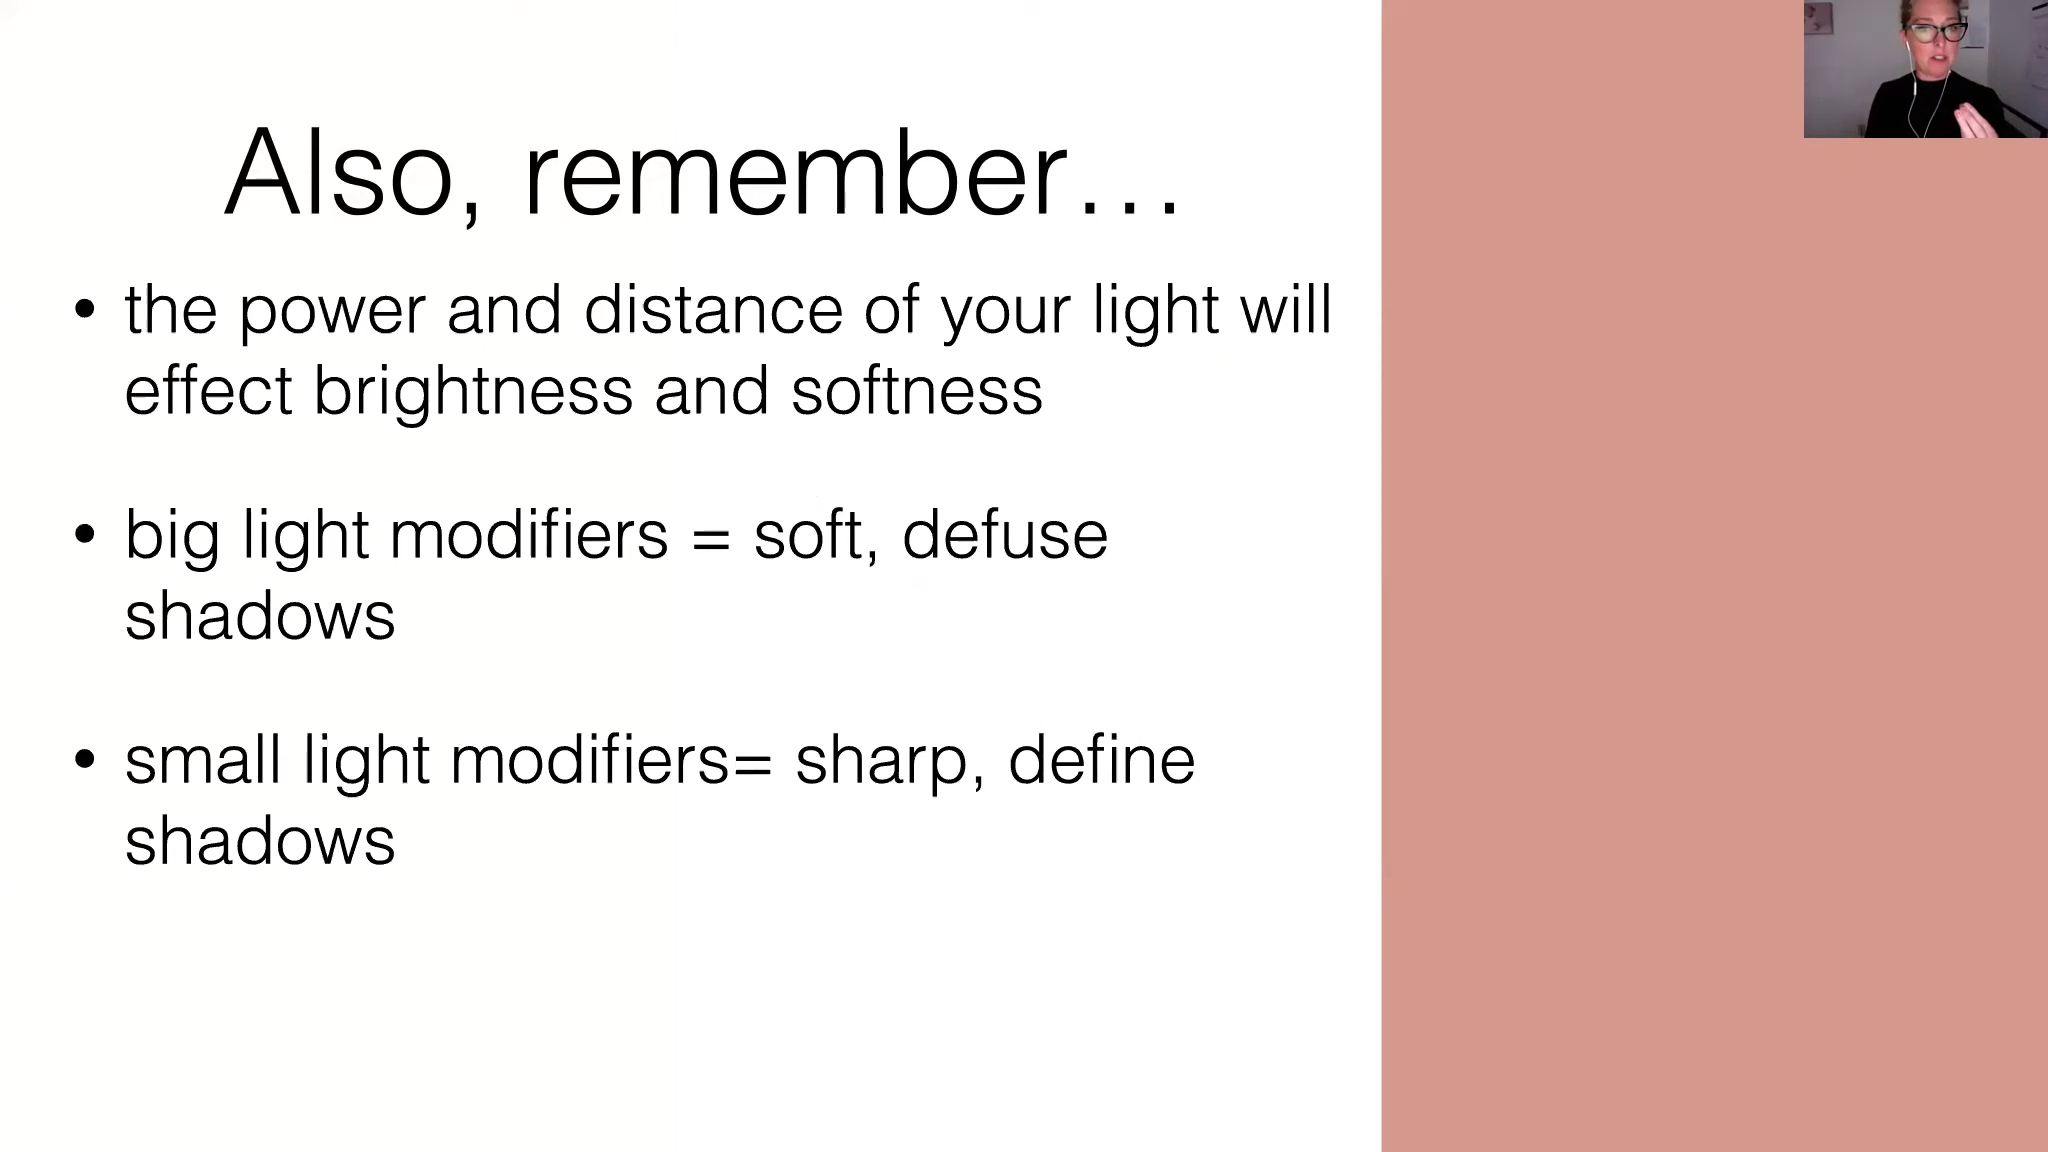 Also, remember…
• the power and distance of your light will
effect brightness and softness
• big light modifiers = soft, defuse
shadows
• small light modifiers= sharp, define
shadows